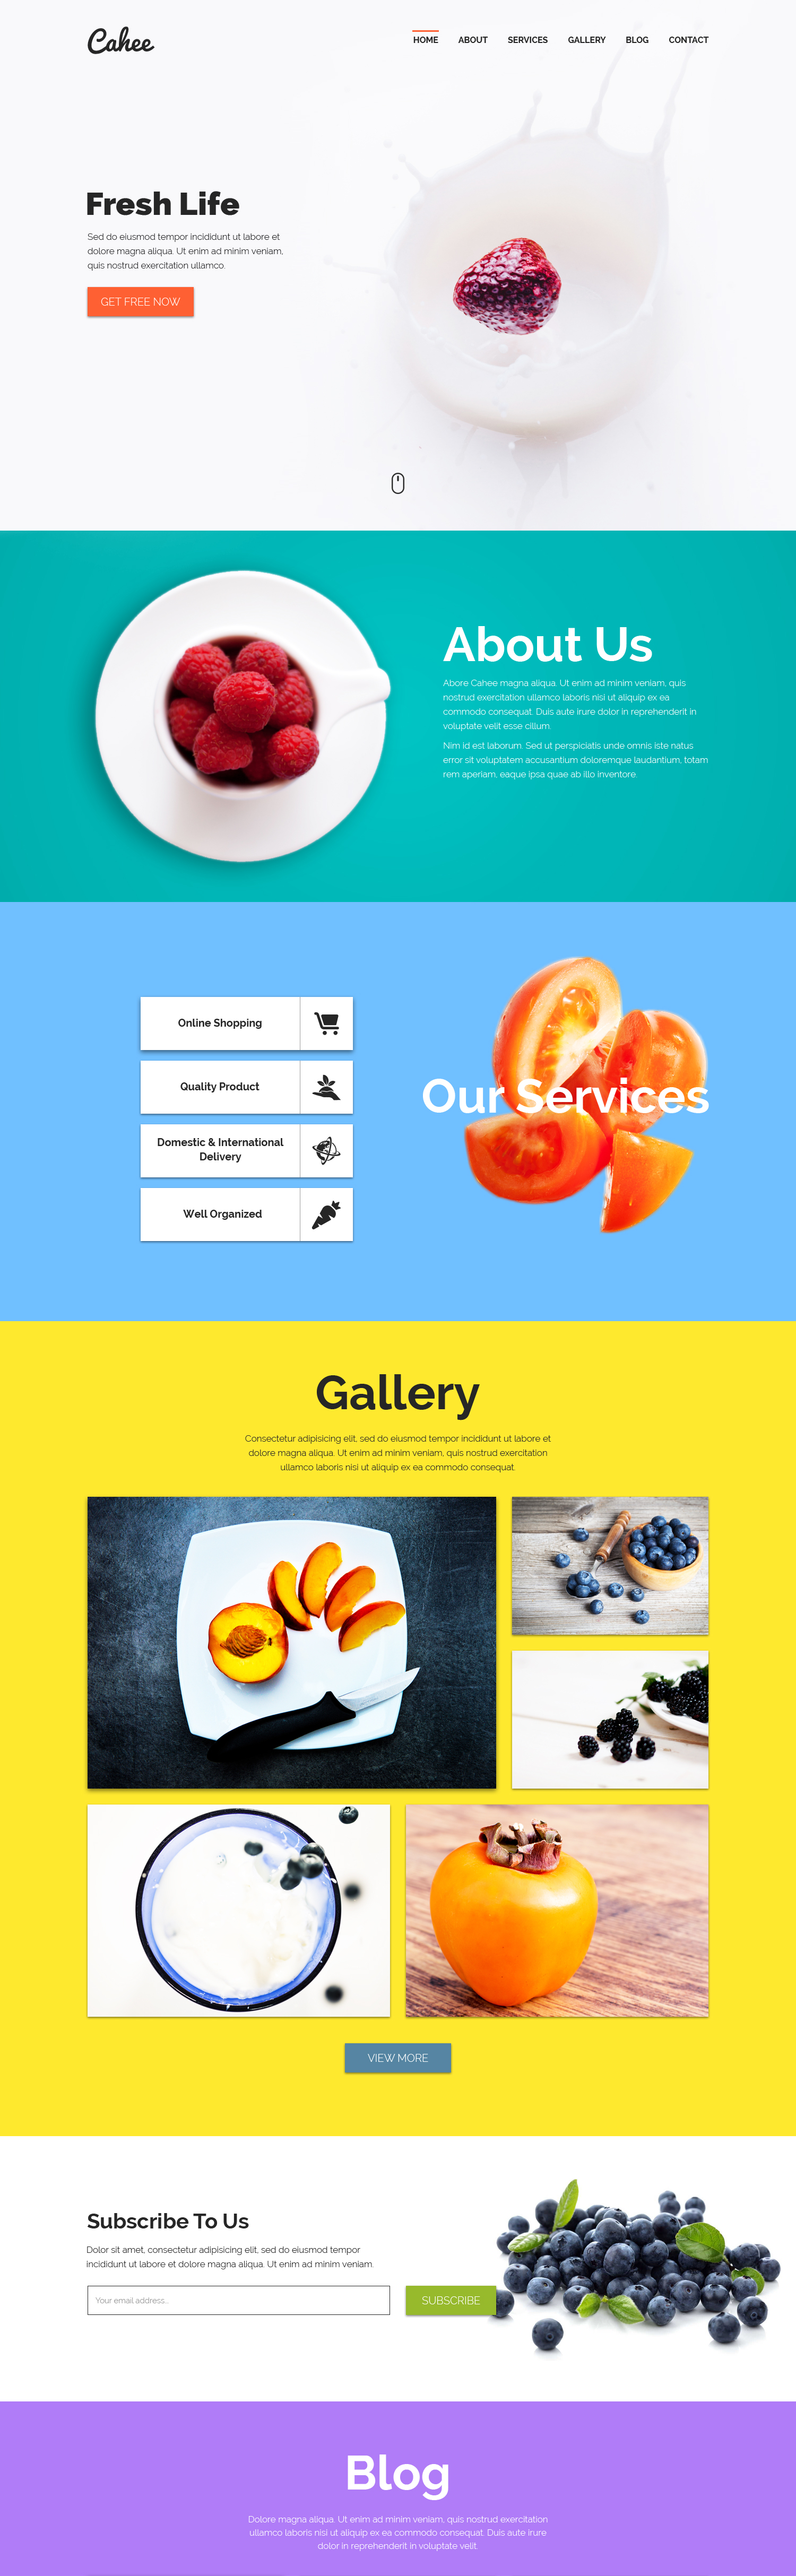 Cahee
HOME ABOUT SERVICES GALLERY BLOG CONTACT
Fresh Life
Sed do eiusmod tempor incididunt ut labore et
dolore magna aliqua. Ut enim ad minim veniam,
quis nostrud exercitation ullamco.
GET FREE NOW
About Us
Abore Cahee magna aliqua. Ut enim ad minim veniam, quis
nostrud exercitation ullamco laboris nisi ut aliquip ex ea
commodo consequat. Duis aute irure dolor in reprehenderit in
voluptate velit esse cillum.
Nim id est laborum. Sed ut perspiciatis unde omnis iste natus
error sit voluptatem accusantium doloremque laudantium, totam
rem aperiam, eaque ipsa quae ab illo inventore.
Online Shopping
Quality Product
Domestic & International
Delivery
Well Organized
Our Services
Gallery
Consectetur adipisicing elit, sed do eiusmod tempor incididunt ut labore et
dolore magna aliqua. Ut enim ad minim veniam, quis nostrud exercitation
ullamco laboris nisi ut aliquip ex ea commodo consequat.
VIEW MORE
Subscribe To Us
Dolor sit amet, consectetur adipisicing elit, sed do eiusmod tempor
incididunt ut labore et dolore magna aliqua. Ut enim ad minim veniam.
Your email address...
SUBSCRIBE
Blog
Dolore magna aliqua. Ut enim ad minim veniam, quis nostrud exercitation
ullamco laboris nisi ut aliquip ex ea commodo consequat. Duis aute irure
dolor in reprehenderit in voluptate velit.